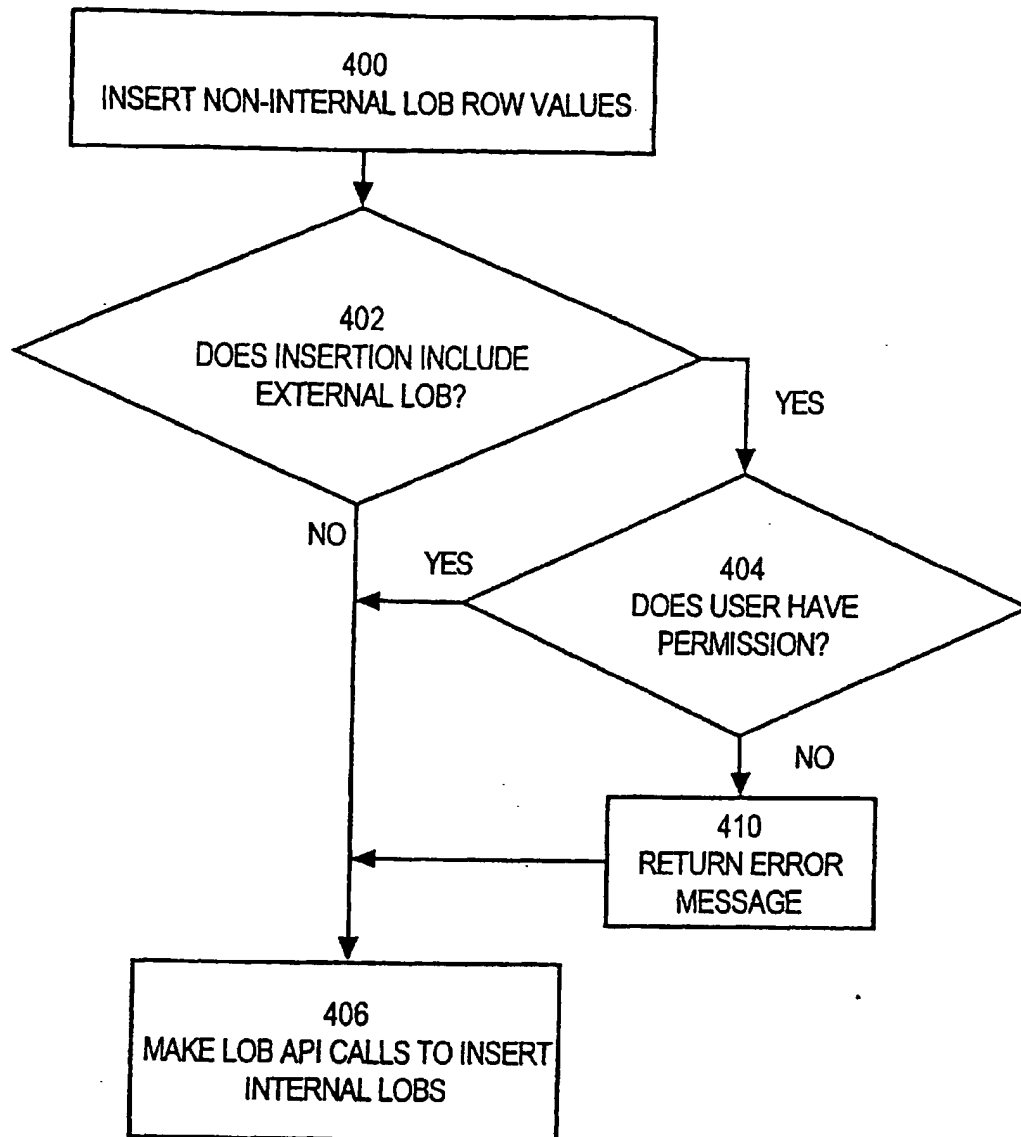 400
INSERT NON-INTERNAL LOB ROW VALUES
402
DOES INSERTION INCLUDE
EXTERNAL LOB?
YES
NO
YES
404
DOES USER HAVE
PERMISSION?
NO
410
RETURN ERROR
MESSAGE
406
MAKE LOB API CALLS TO INSERT
INTERNAL LOBS